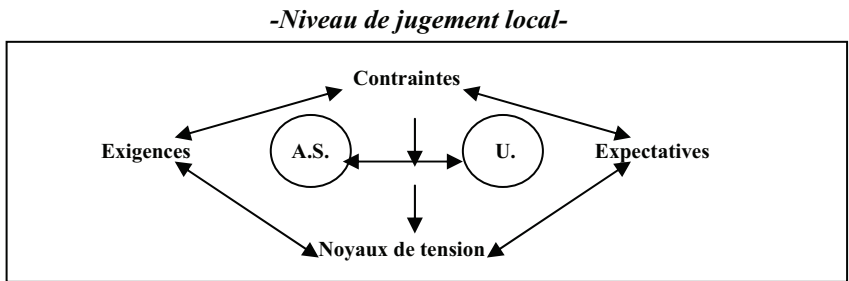 -Niveau de jugement local-
Contraintes
Exigences A.S. U. Expectatives
Noyaux de tension